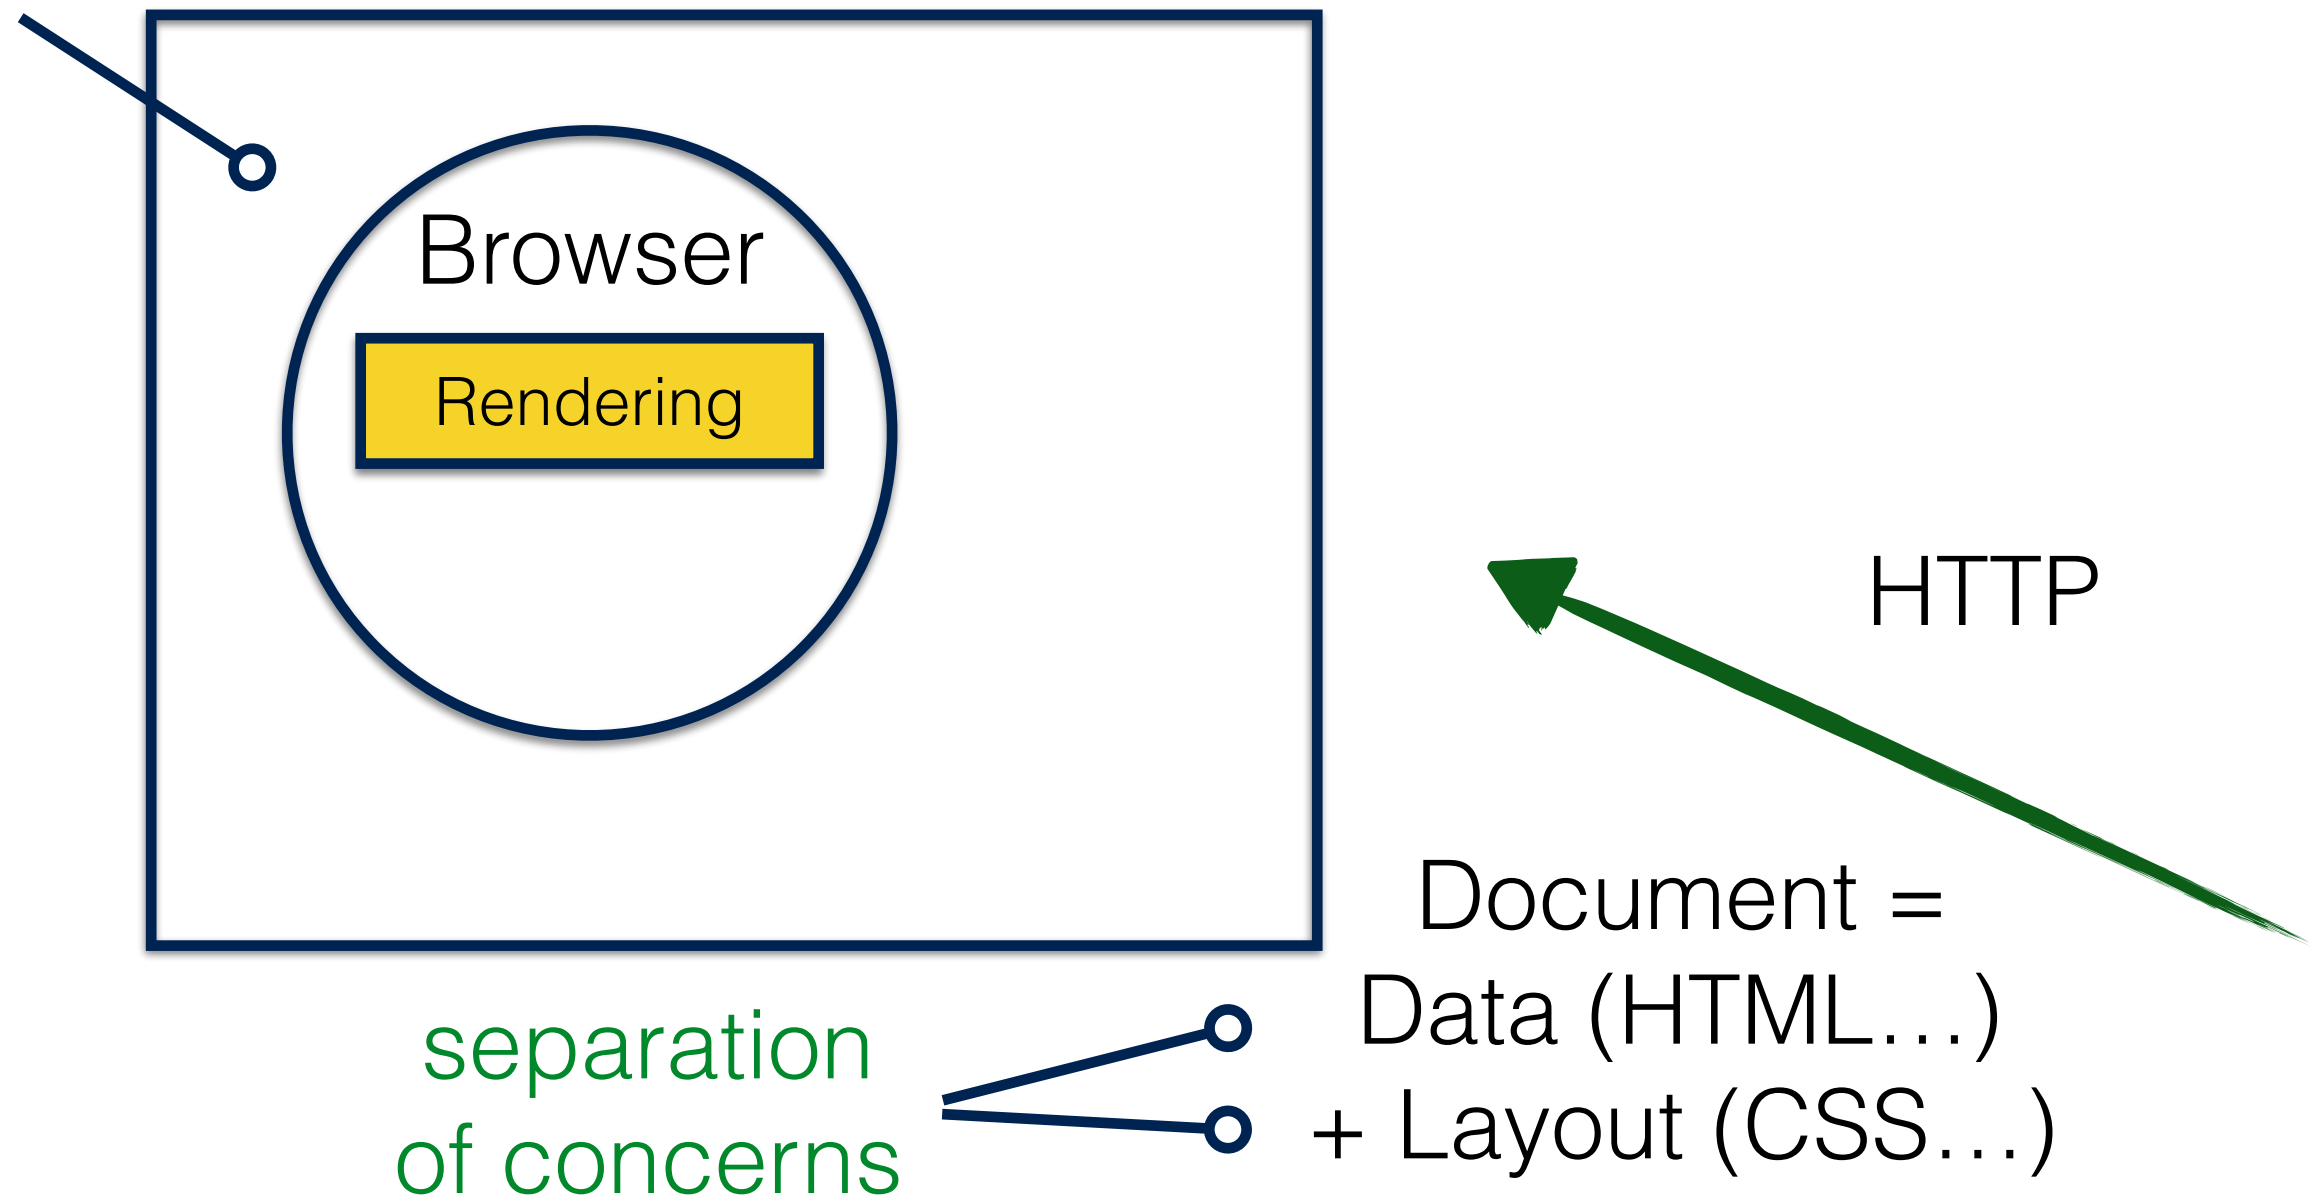 Browser
Rendering
HTTP
Document =
Data (HTML…)
+ Layout (CSS…)
separation
of concerns